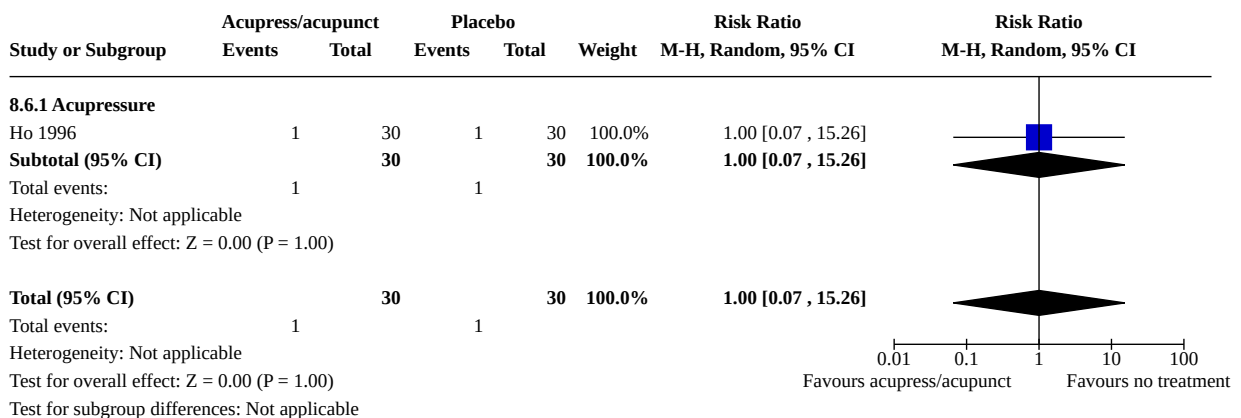 Acupress/acupunct Placebo Risk Ratio Risk Ratio
Study or Subgroup Events Total Events Total Weight M-H, Random, 95% CI M-H, Random, 95% CI
8.6.1 Acupressure
Ho 1996 1 30 1 30 100.0% 1.00 [0.07 , 15.26]
Subtotal (95% CI) 30 30 100.0% 1.00 [0.07 , 15.26]
Total events: 1 1
Heterogeneity: Not applicable
Test for overall effect: Z = 0.00 (P = 1.00)
Total (95% CI) 30 30 100.0% 1.00 [0.07 , 15.26]
Total events: 1 1
Heterogeneity: Not applicable 0.01 0.1 1 10 100
Test for overall effect: Z = 0.00 (P = 1.00) Favours acupress/acupunct Favours no treatment
Test for subgroup differences: Not applicable